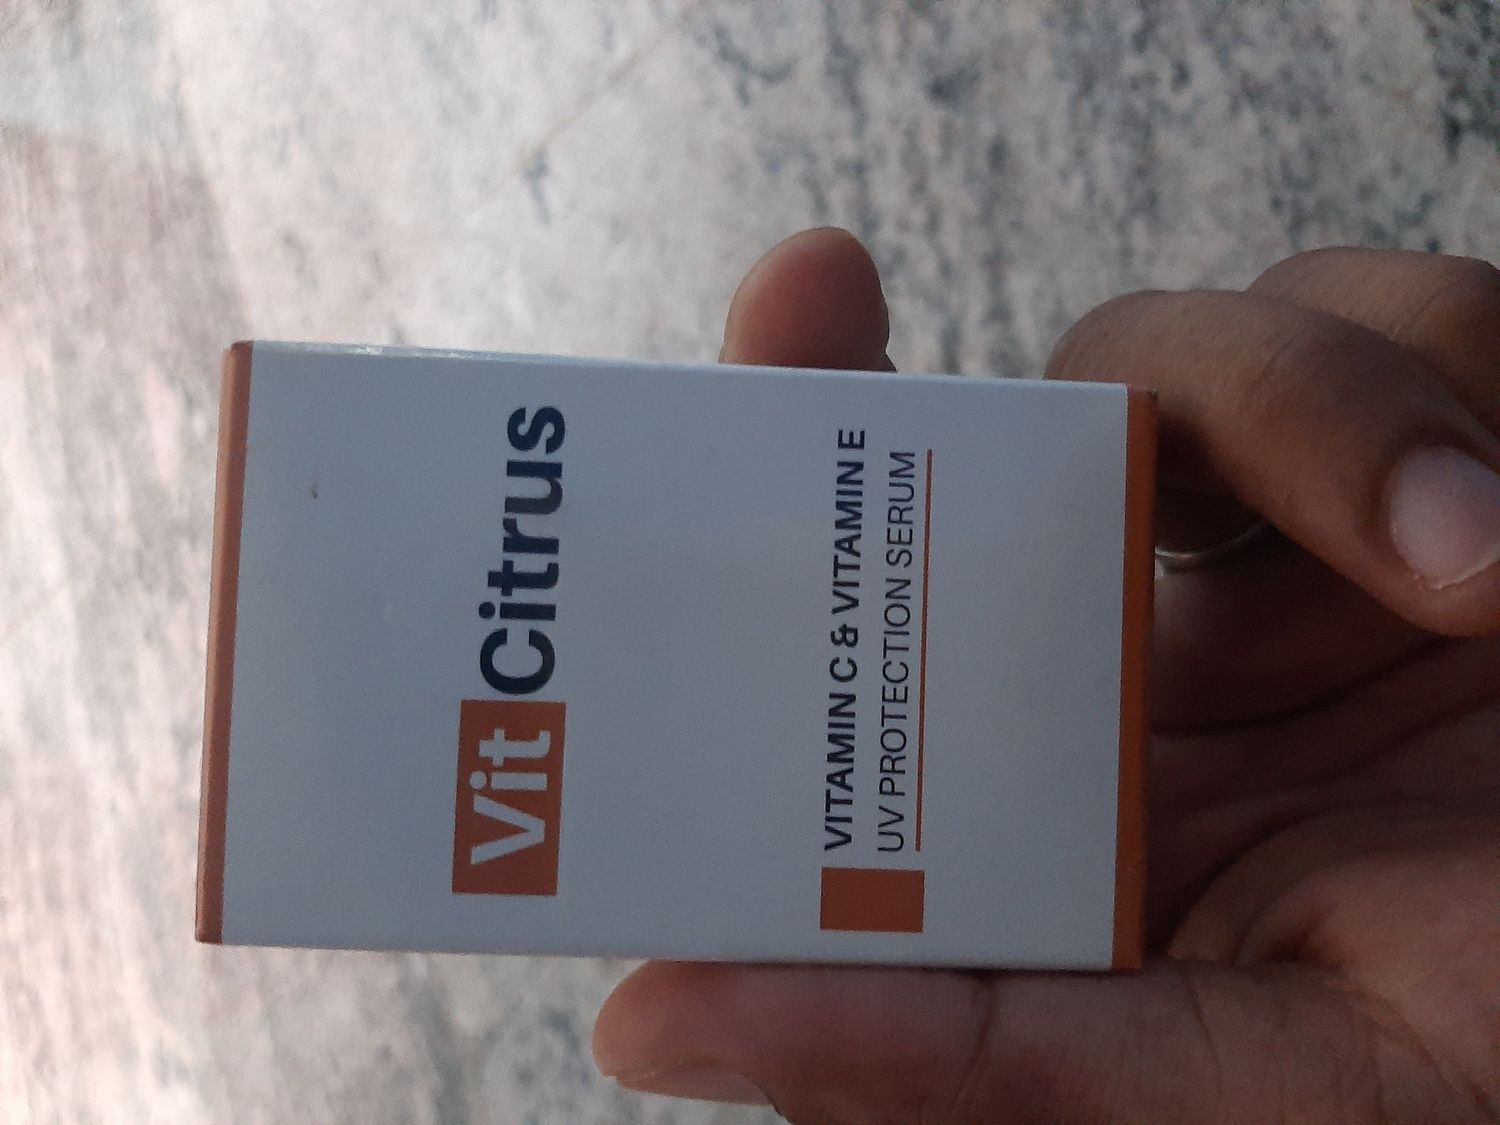 Vit Citrus
VITAMIN C & VITAMIN E
UV PROTECTION SERUM